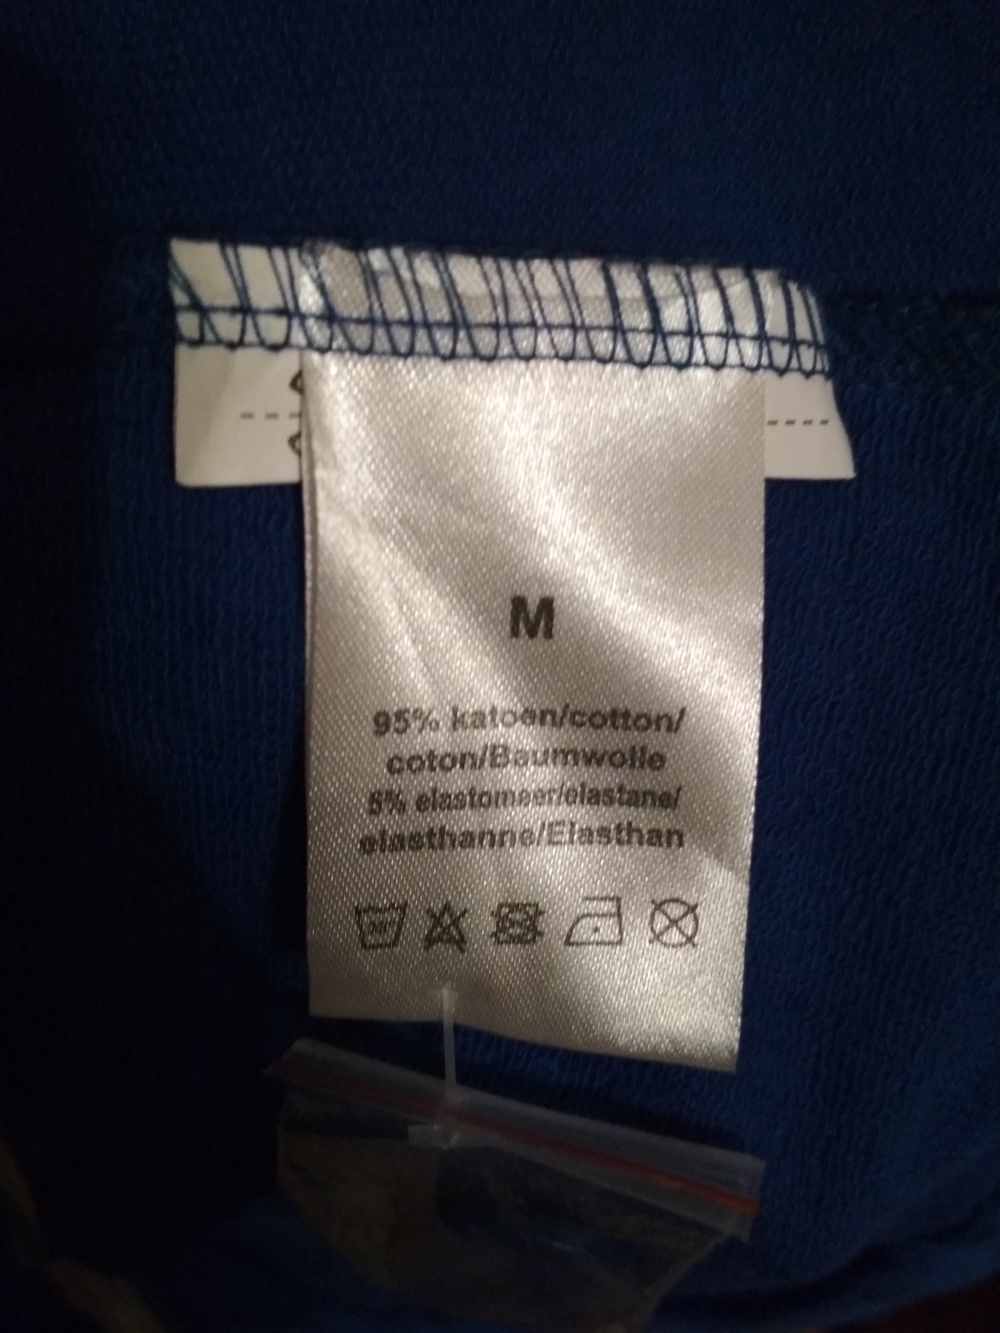 M
95% katoen/cotton/
coton/Baumwolle
5% elastomeer/elastane/
elasthanne/Elasthan